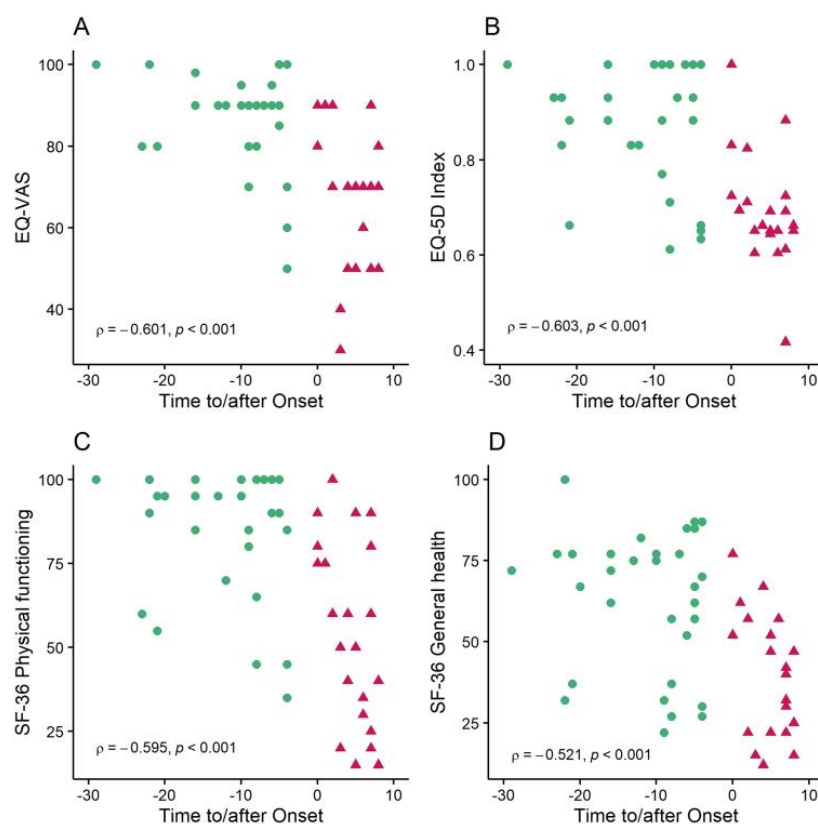 A
EQ-VAS
100
80
60
40
ρ = −0.601, p < 0.001
-30 -20 -10 0 10
Time to/after Onset
B
EQ-5D Index
1.0
0.8
0.6
0.4
ρ = −0.603, p < 0.001
-30 -20 -10 0 10
Time to/after Onset
C
SF-36 Physical functioning
100
75
50
25
ρ = −0.595, p < 0.001
-30 -20 -10 0 10
Time to/after Onset
D
SF-36 General health
100
75
50
25
ρ = −0.521, p < 0.001
-30 -20 -10 0 10
Time to/after Onset